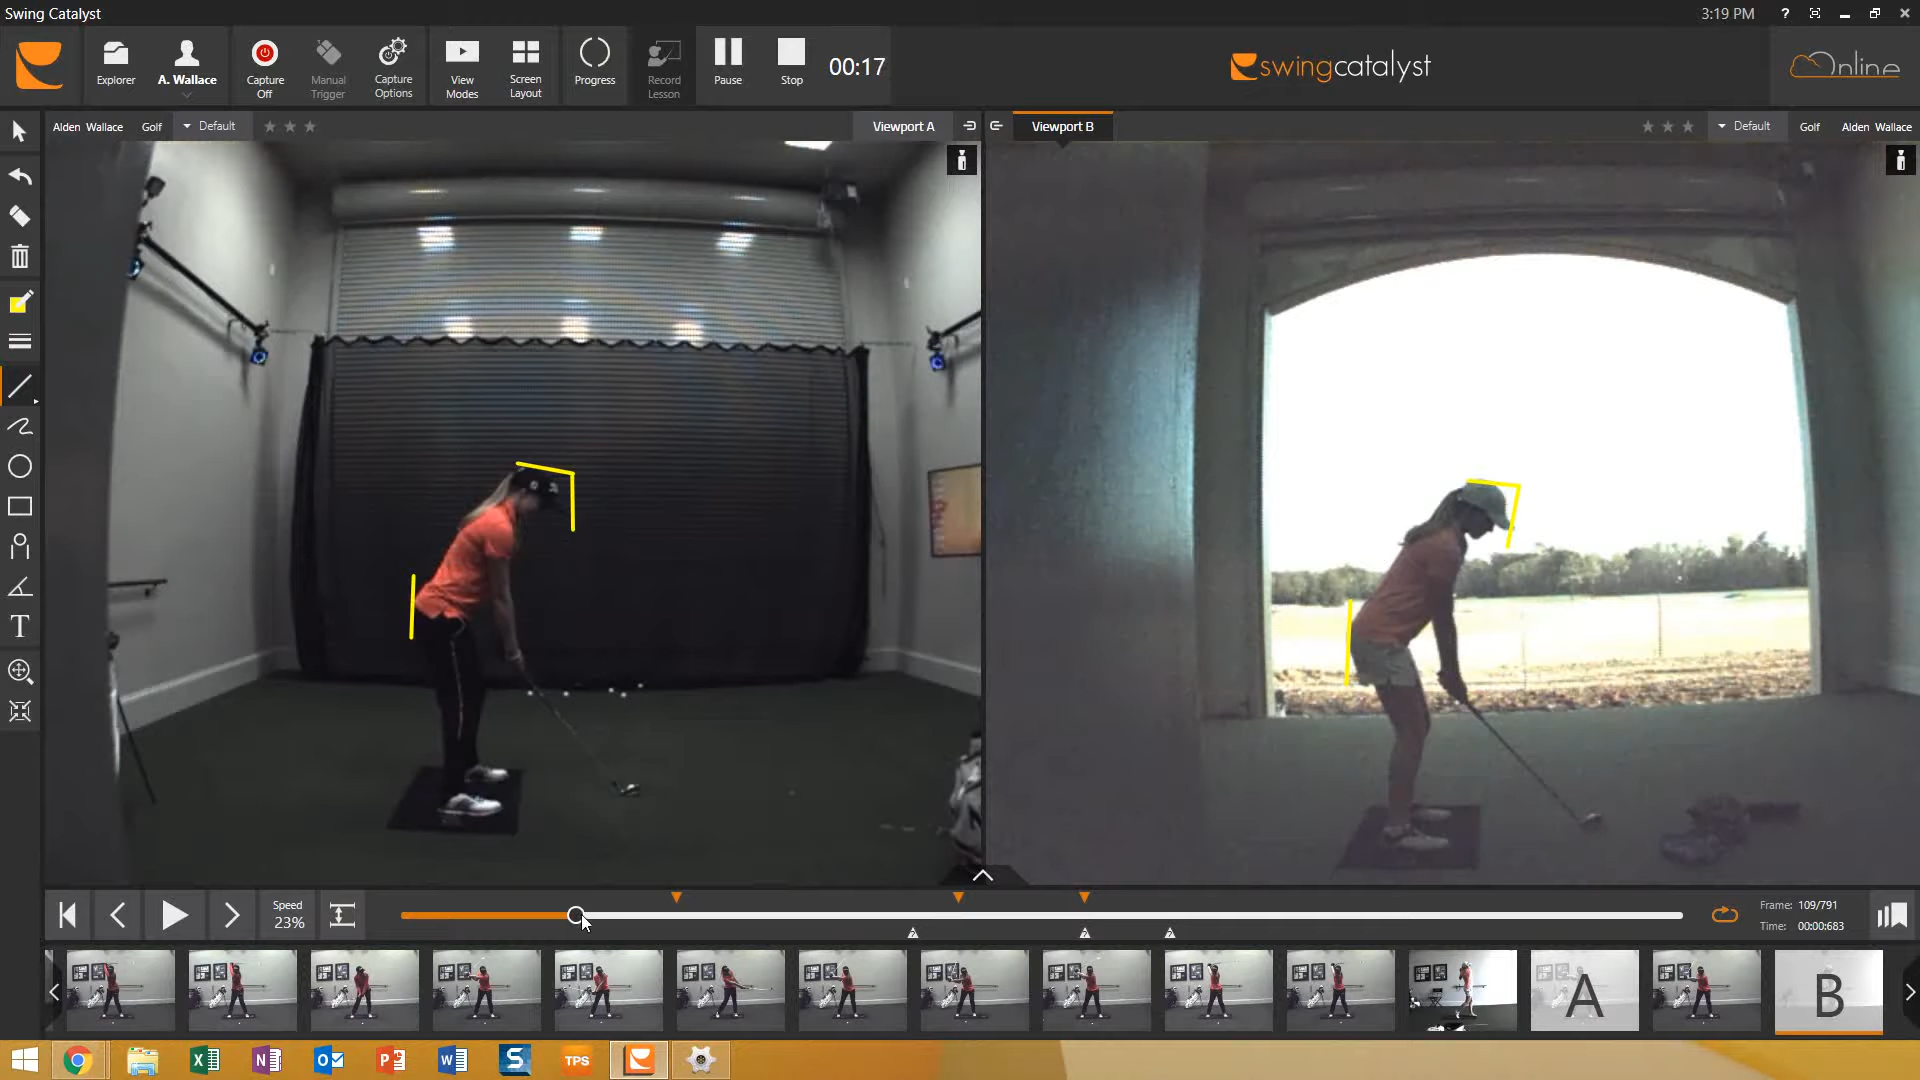 Swing Catalyst
3:19 PM
?
Explorer
A. Wallace
Capture
Off
Manual
Trigger
Capture
Options
View
Modes
Screen
Layout
Progress
Record
Lesson
Pause
Stop
00:17
swingcatalyst
Online
Alden Wallace
Golf
Default
Viewport A
Viewport B
Default
Golf
Alden Wallace
T
Speed
23%
Frame: 109/791
Time: 00:00:683
A
B
TPS